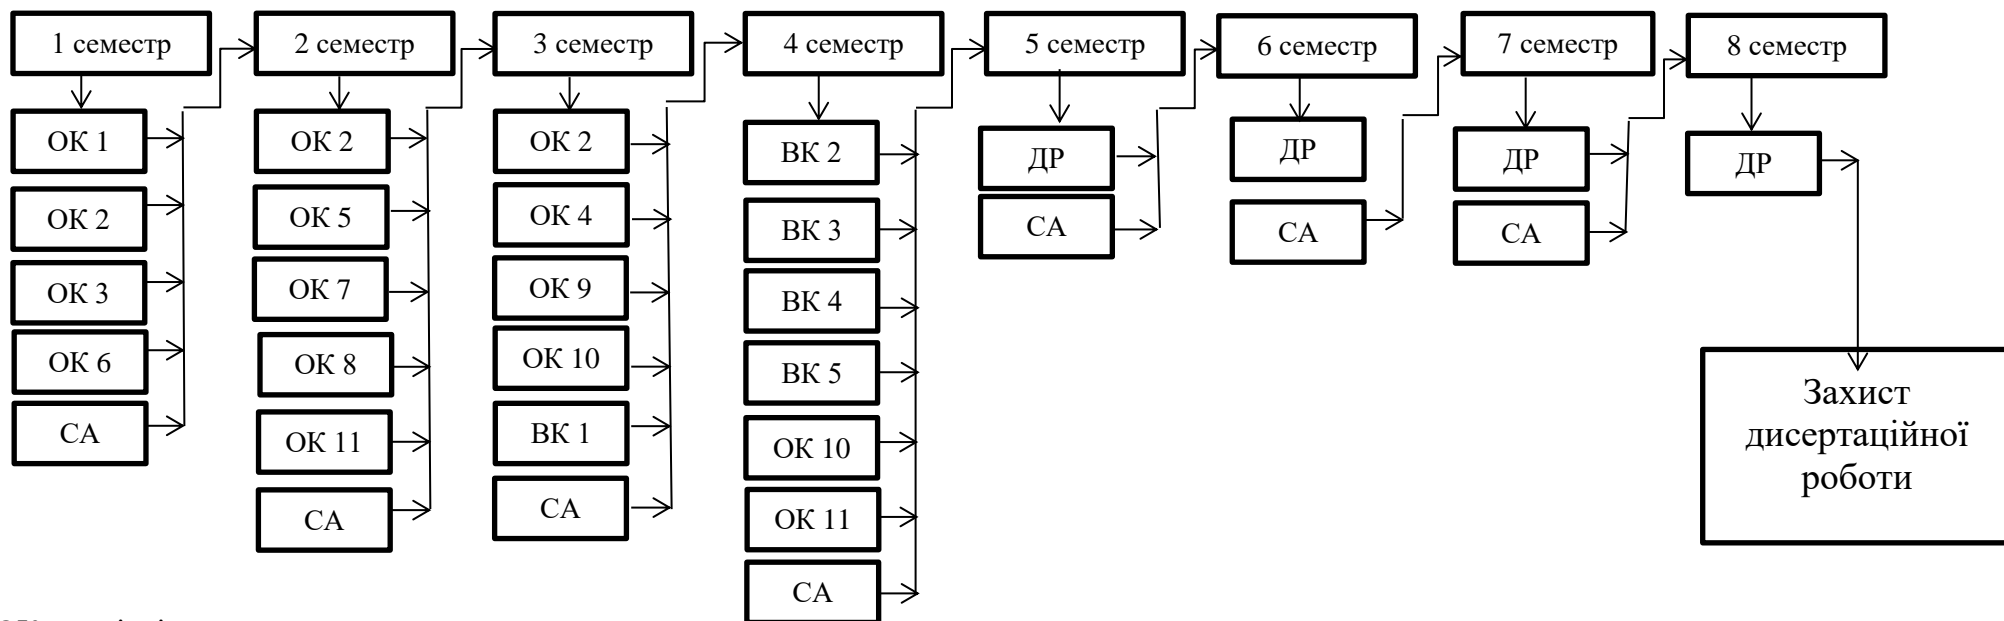 1 семестр
2 семестр
3 семестр
4 семестр
5 семестр
6 семестр
7 семестр
8 семестр
ОК 1
ОК 2
ОК 3
ОК 6
СА
ОК 2
ОК 5
ОК 7
ОК 8
ОК 11
СА
ОК 2
ОК 4
ОК 9
ОК 10
ВК 1
СА
ВК 2
ВК 3
ВК 4
ВК 5
ОК 10
ОК 11
СА
ДР
СА
ДР
СА
ДР
СА
ДР
Захист
дисертаційної
роботи